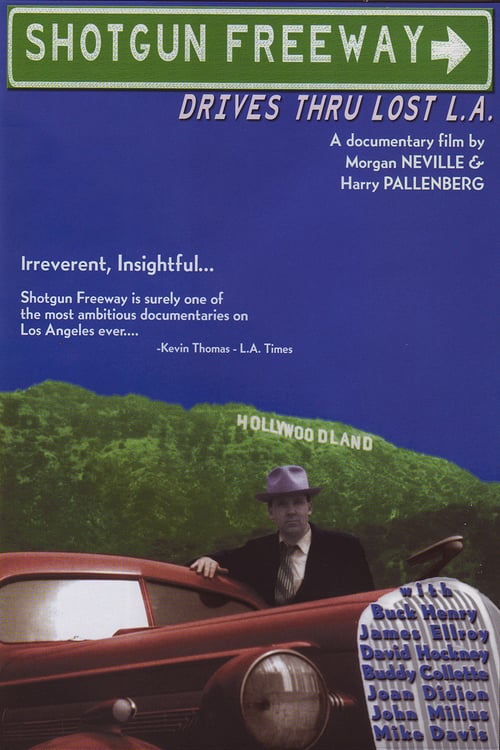 SHOTGUN FREEWAY
DRIVES THRU LOST L.A.
A documentary film by
Morgan NEVILLE &
Harry PALLENBERG
Irreverent, Insightful...
Shotgun Freeway is surely one of
the most ambitious documentaries on
Los Angeles ever....
-Kevin Thomas - L.A. Times
HOLLYWOODLAND
with
Buck Henry
James Ellroy
David Hockney
Buddy Collette
Joan Didion
John Milius
Mike Davis